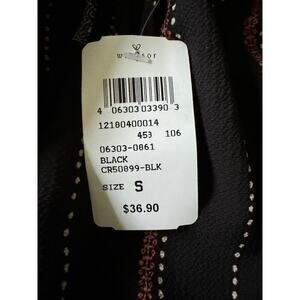 windsor
4 06303 03390 3
12180400014
453 106
06303-0861
BLACK
CR50899-BLK
SIZE S
$36.90